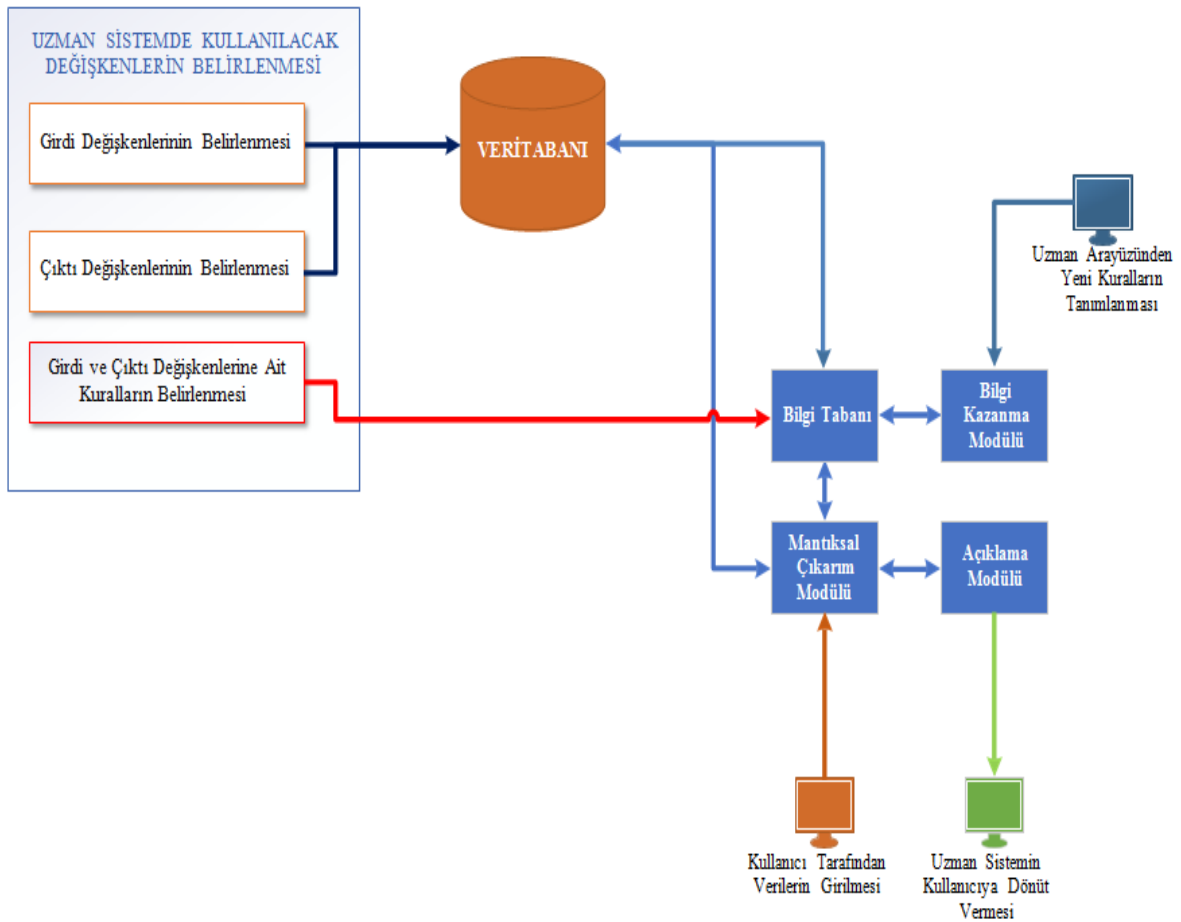 UZMAN SİSTEMDE KULLANILACAK
DEĞİŞKENLERİN BELİRLENMESİ
Girdi Değişkenlerinin Belirlenmesi
Çıktı Değişkenlerinin Belirlenmesi
Girdi ve Çıktı Değişkenlerine Ait
Kuralların Belirlenmesi
VERİTABANI
Uzman Arayüzünden
Yeni Kuralların
Tanımlanması
Bilgi Tabanı
Bilgi
Kazanma
Modülü
Mantıksal
Çıkarım
Modülü
Açıklama
Modülü
Kullanıcı Tarafından
Verilerin Girilmesi
Uzman Sistemin
Kullanıcıya Dönüt
Vermesi